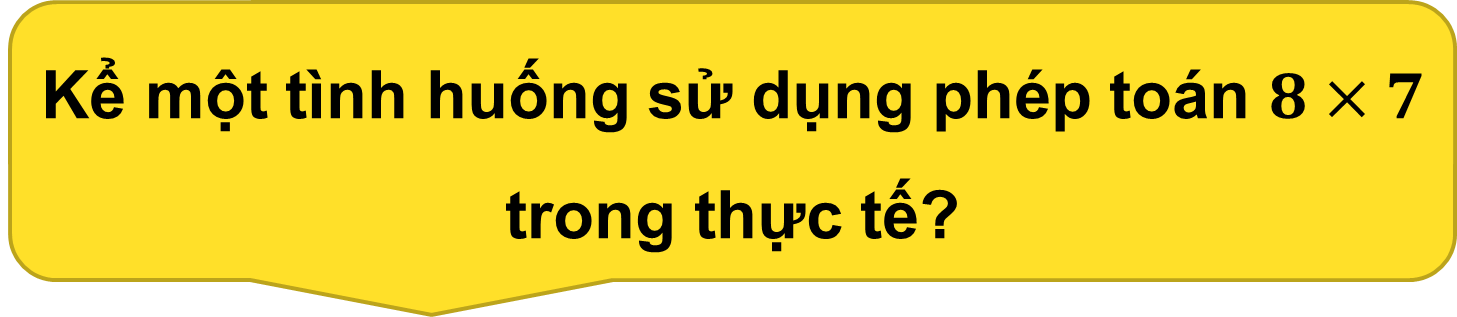 Kể một tình huống sử dụng phép toán 8 × 7
trong thực tế?